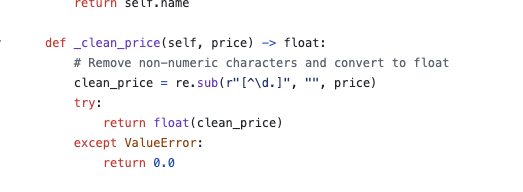 return self.name
def _clean_price(self, price) -> float:
# Remove non-numeric characters and convert to float
clean_price = re.sub(r"[^\d.]", "", price)
try:
return float(clean_price)
except ValueError:
return 0.0